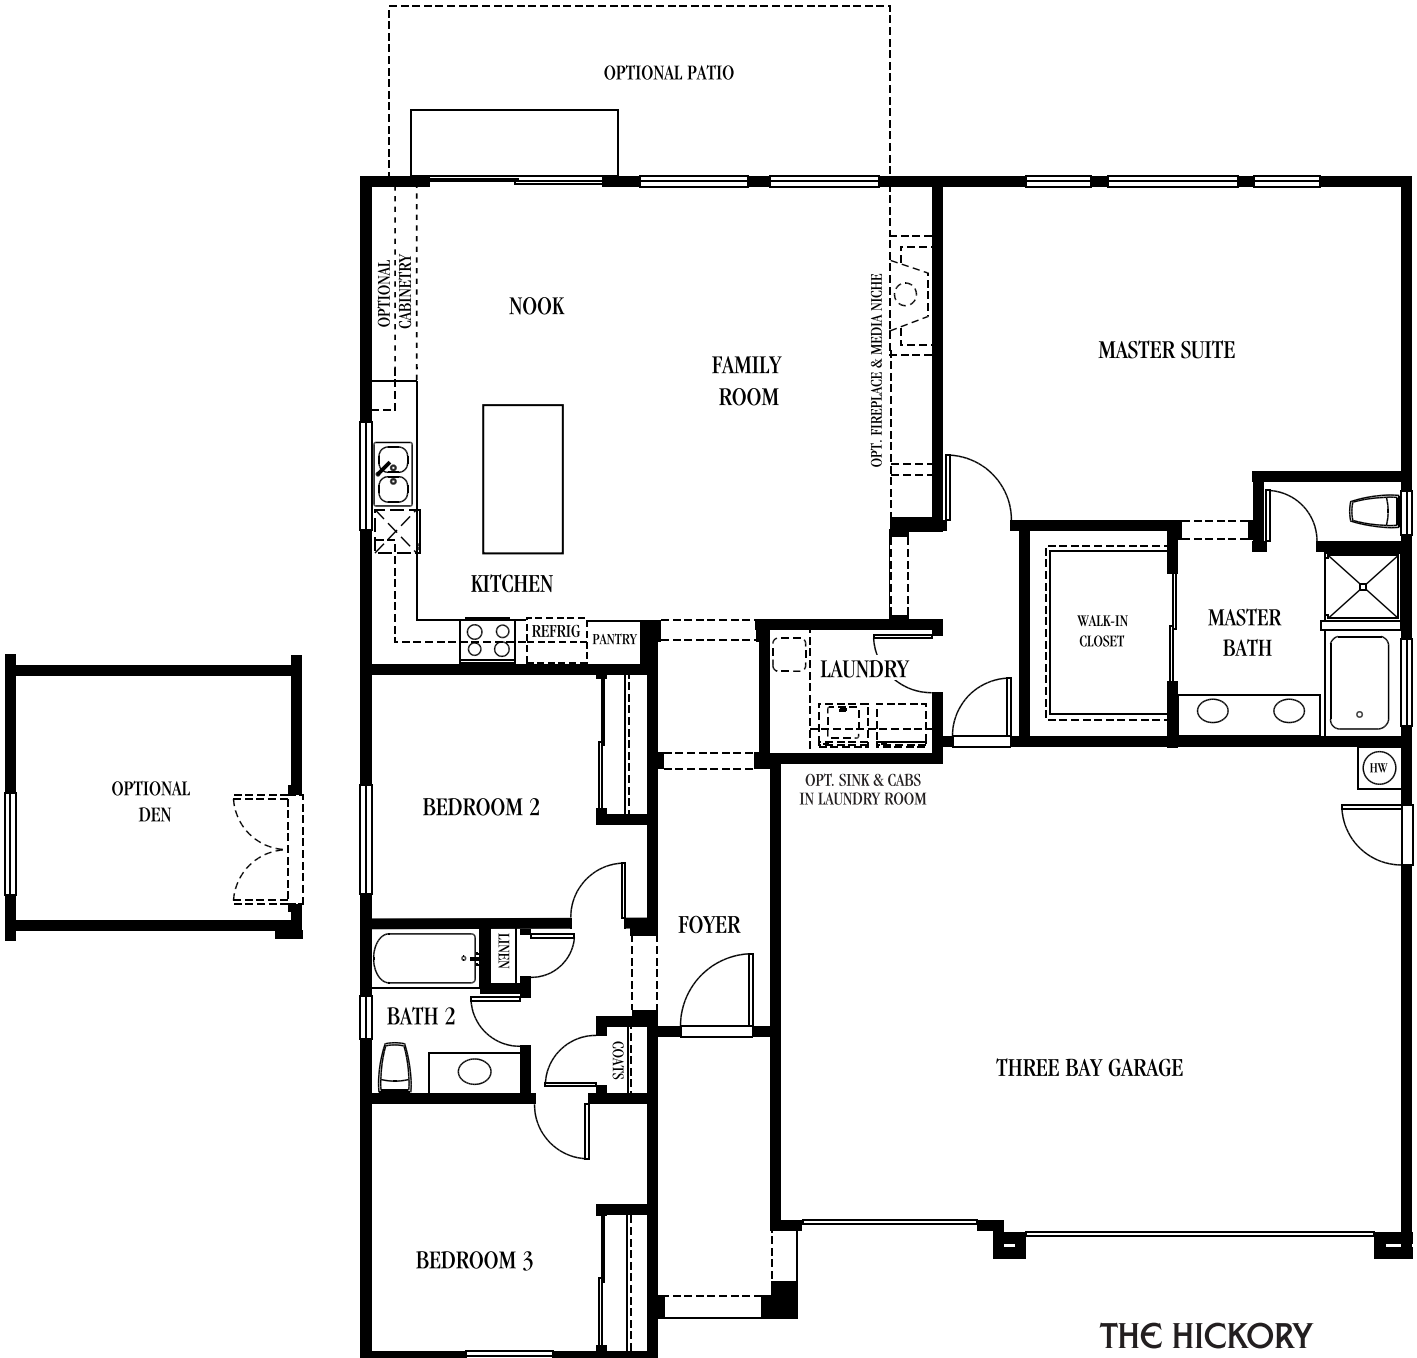 OPTIONAL PATIO
OPTIONAL
CABINETRY
NOOK
FAMILY
ROOM
OPT. FIREPLACE & MEDIA NICHE
MASTER SUITE
KITCHEN
REFRIG
PANTRY
LAUNDRY
WALK-IN
CLOSET
MASTER
BATH
OPTIONAL
DEN
BEDROOM 2
OPT. SINK & CABS
IN LAUNDRY ROOM
HW
FOYER
LINEN
BATH 2
COATS
THREE BAY GARAGE
BEDROOM 3
THE HICKORY